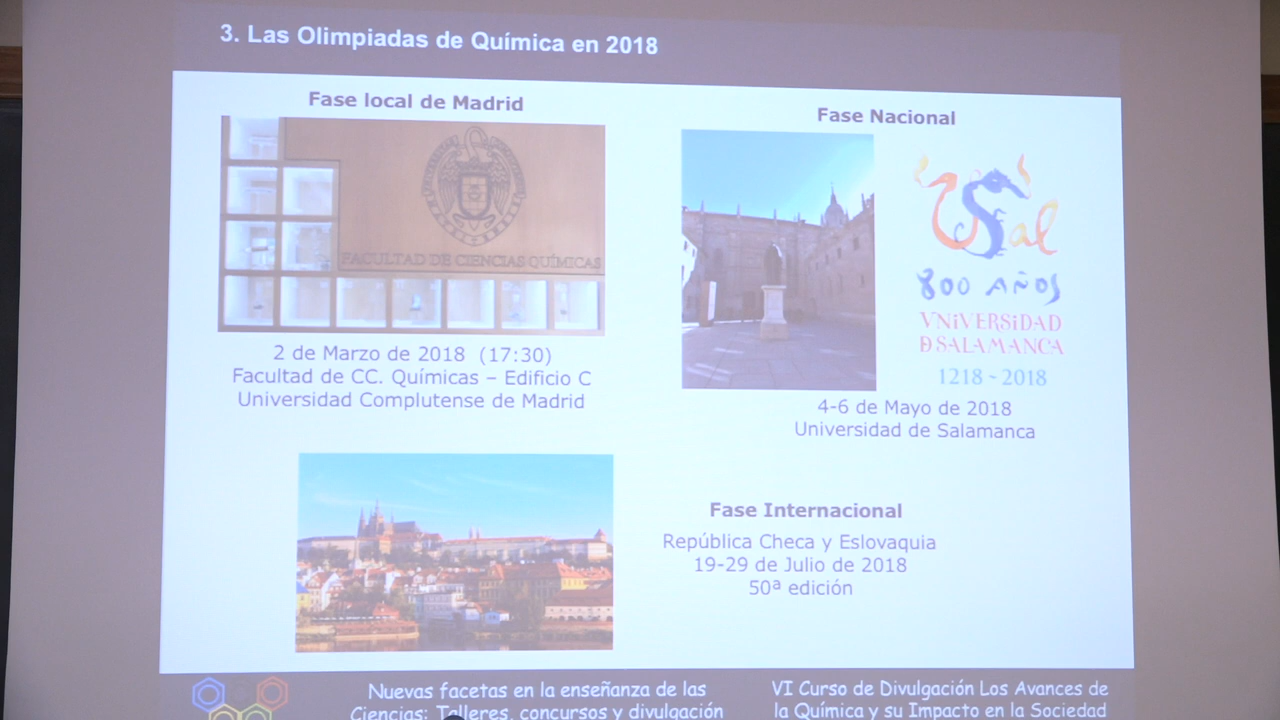 3. Las Olimpiadas de Química en 2018
Fase local de Madrid
FACULTAD DE CIENCIAS QUÍMICAS
2 de Marzo de 2018 (17:30)
Facultad de CC. Químicas – Edificio C
Universidad Complutense de Madrid
Fase Nacional
USal
800 AÑOS
VNiVERSiDAD
D SALAMANCA
1218 - 2018
4-6 de Mayo de 2018
Universidad de Salamanca
Fase Internacional
República Checa y Eslovaquia
19-29 de Julio de 2018
50ª edición
Nuevas facetas en la enseñanza de las
Ciencias: Talleres, concursos y divulgación
VI Curso de Divulgación Los Avances de
la Química y su Impacto en la Sociedad